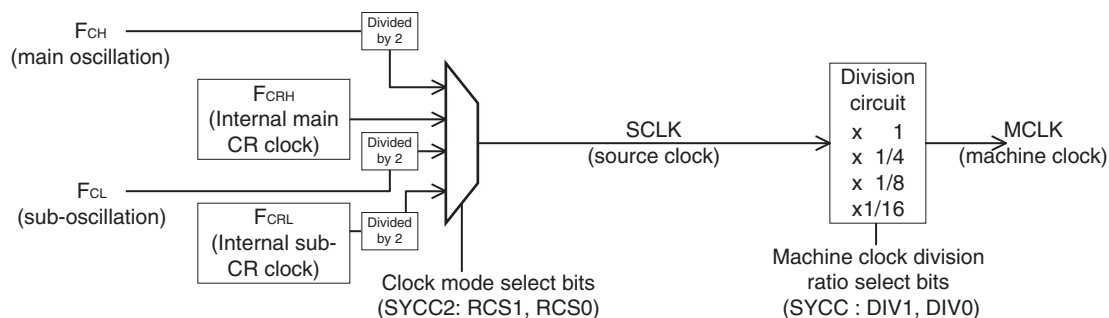 FCH
(main oscillation)
Divided
by 2
FCRH
(Internal main
CR clock)
Divided
by 2
FCL
(sub-oscillation)
FCRL
(Internal sub-
CR clock)
Divided
by 2
Clock mode select bits
(SYCC2: RCS1, RCS0)
SCLK
(source clock)
Division
circuit
x 1
x 1/4
x 1/8
x1/16
MCLK
(machine clock)
Machine clock division
ratio select bits
(SYCC : DIV1, DIV0)